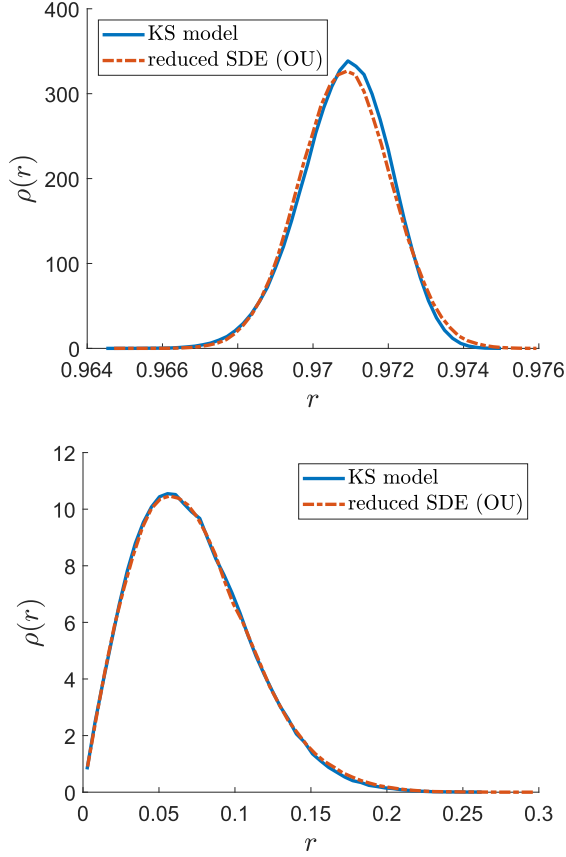 400
KS model
reduced SDE (OU)
300
ρ(r)
200
100
0
0.964 0.966 0.968 0.97 0.972 0.974 0.976
r
12
KS model
reduced SDE (OU)
10
8
ρ(r)
6
4
2
0
0 0.05 0.1 0.15 0.2 0.25 0.3
r